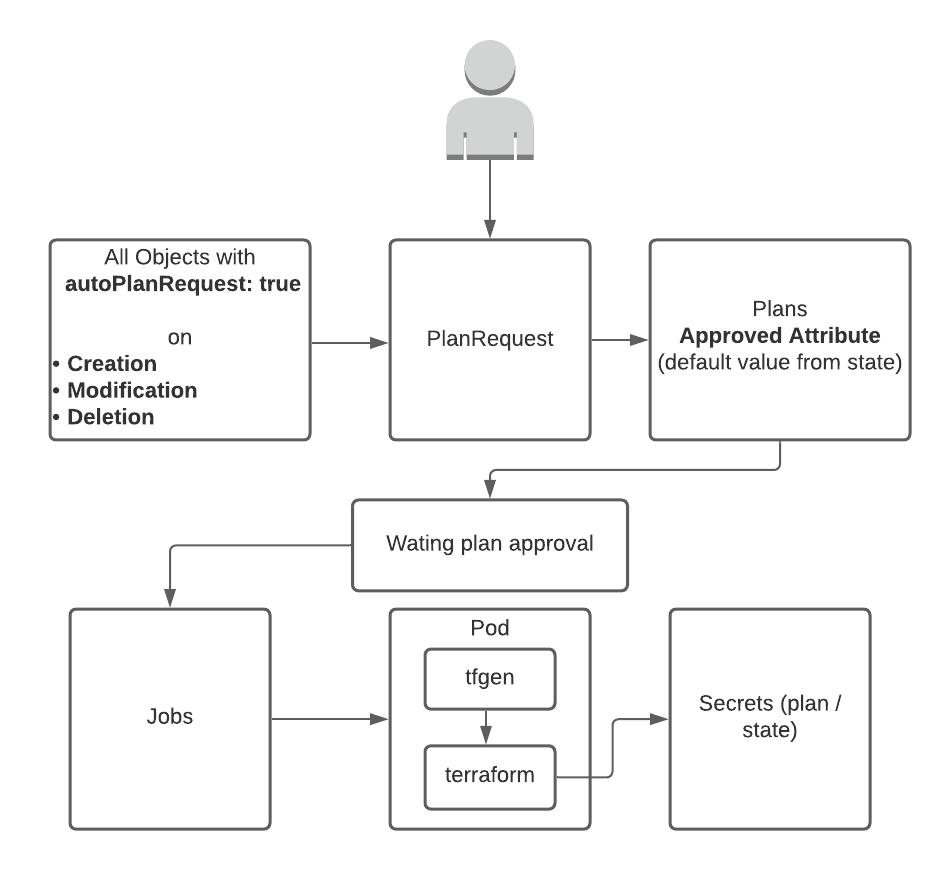 All Objects with
autoPlanRequest: true
on
• Creation
• Modification
• Deletion
PlanRequest
Plans
Approved Attribute
(default value from state)
Wating plan approval
Jobs
Pod
tfgen
terraform
Secrets (plan /
state)